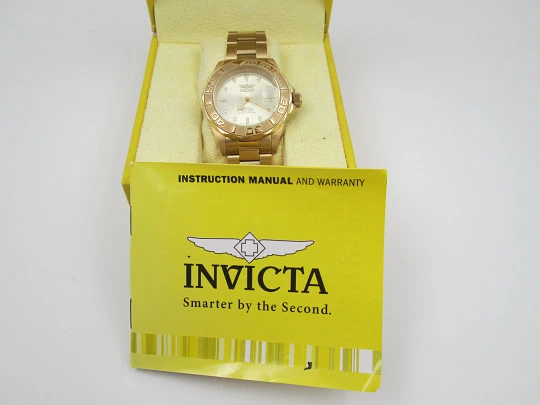 INSTRUCTION MANUAL AND WARRANTY
INVICTA
Smarter by the Second.